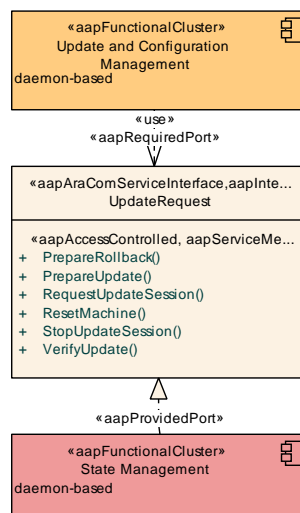 «aapFunctionalCluster»
Update and Configuration
Management
daemon-based
«use»
«aapRequiredPort»
«aapAraComServiceInterface,aapInte...
UpdateRequest
«aapAccessControlled, aapServiceMe...
+ PrepareRollback()
+ PrepareUpdate()
+ RequestUpdateSession()
+ ResetMachine()
+ StopUpdateSession()
+ VerifyUpdate()
«aapProvidedPort»
«aapFunctionalCluster»
State Management
daemon-based